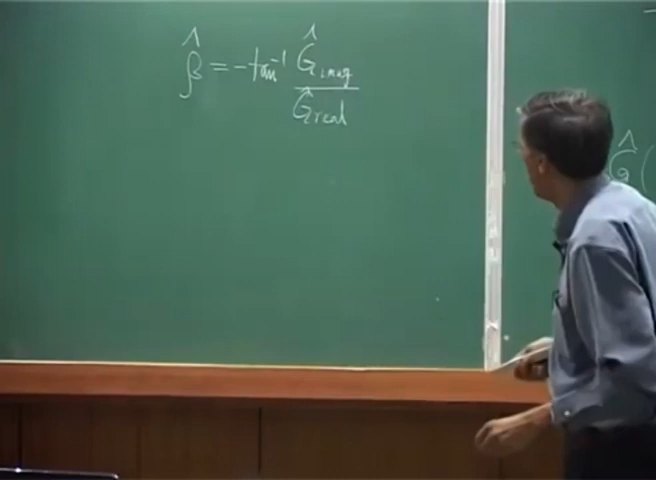 β̂ = -tan⁻¹ Ĝimag
Ĝreal
Ĝ(